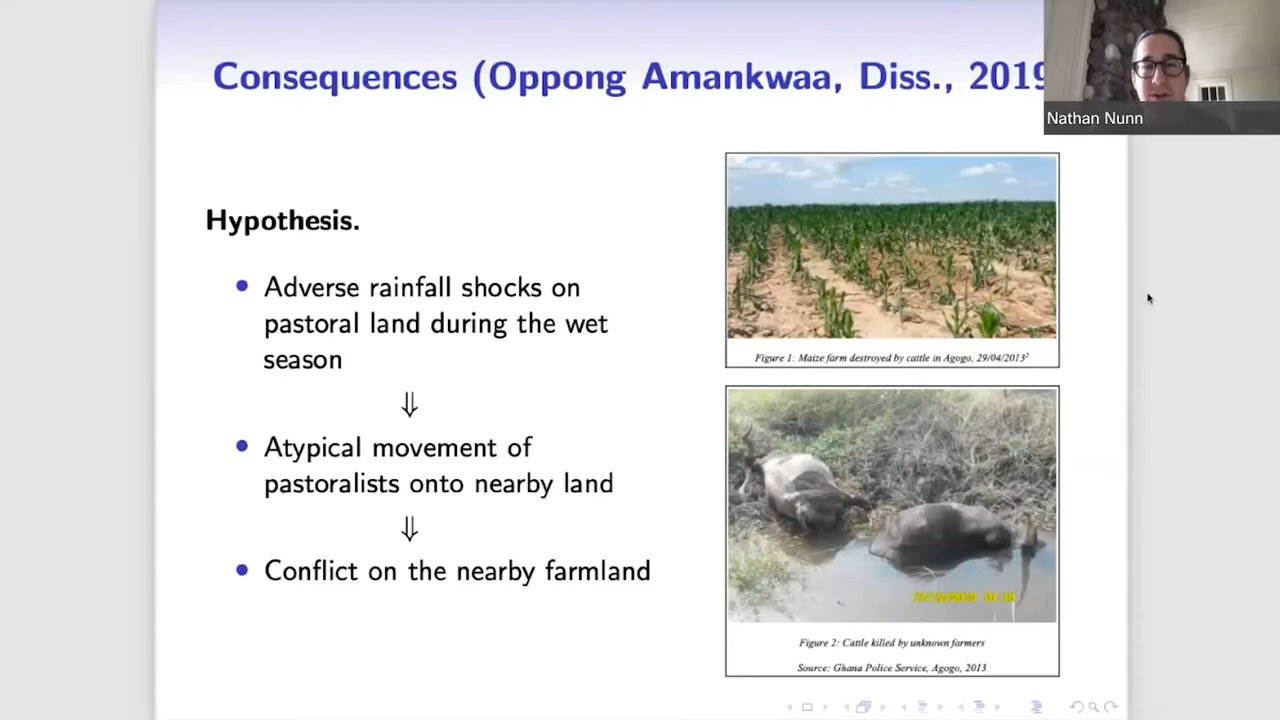 Consequences (Oppong Amankwaa, Diss., 2019
Nathan Nunn
Hypothesis.
Adverse rainfall shocks on
pastoral land during the wet
season
⇓
Atypical movement of
pastoralists onto nearby land
⇓
Conflict on the nearby farmland
Figure 1: Maize farm destroyed by cattle in Agogo, 29/04/2013²
Figure 2: Cattle killed by unknown farmers
Source: Ghana Police Service, Agogo, 2013